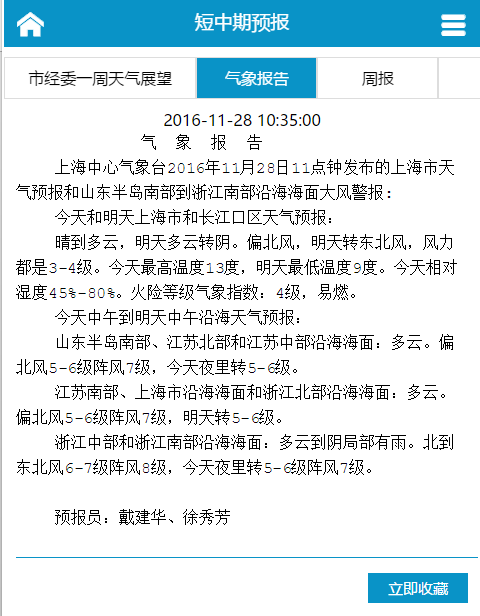 短中期预报
市经委一周天气展望 气象报告 周报
2016-11-28 10:35:00
气 象 报 告
上海中心气象台2016年11月28日11点钟发布的上海市天
气预报和山东半岛南部到浙江南部沿海海面大风警报:
今天和明天上海市和长江口区天气预报:
晴到多云，明天多云转阴。偏北风，明天转东北风，风力
都是3-4级。今天最高温度13度，明天最低温度9度。今天相对
湿度45%-80%。火险等级气象指数: 4级，易燃。
今天中午到明天中午沿海天气预报:
山东半岛南部、江苏北部和江苏中部沿海海面: 多云。偏
北风5-6级阵风7级，今天夜里转5-6级。
江苏南部、上海市沿海海面和浙江北部沿海海面: 多云。
偏北风5-6级阵风7级，明天转5-6级。
浙江中部和浙江南部沿海海面: 多云到阴局部有雨。北到
东北风6-7级阵风8级，今天夜里转5-6级阵风7级。
预报员: 戴建华、徐秀芳
立即收藏